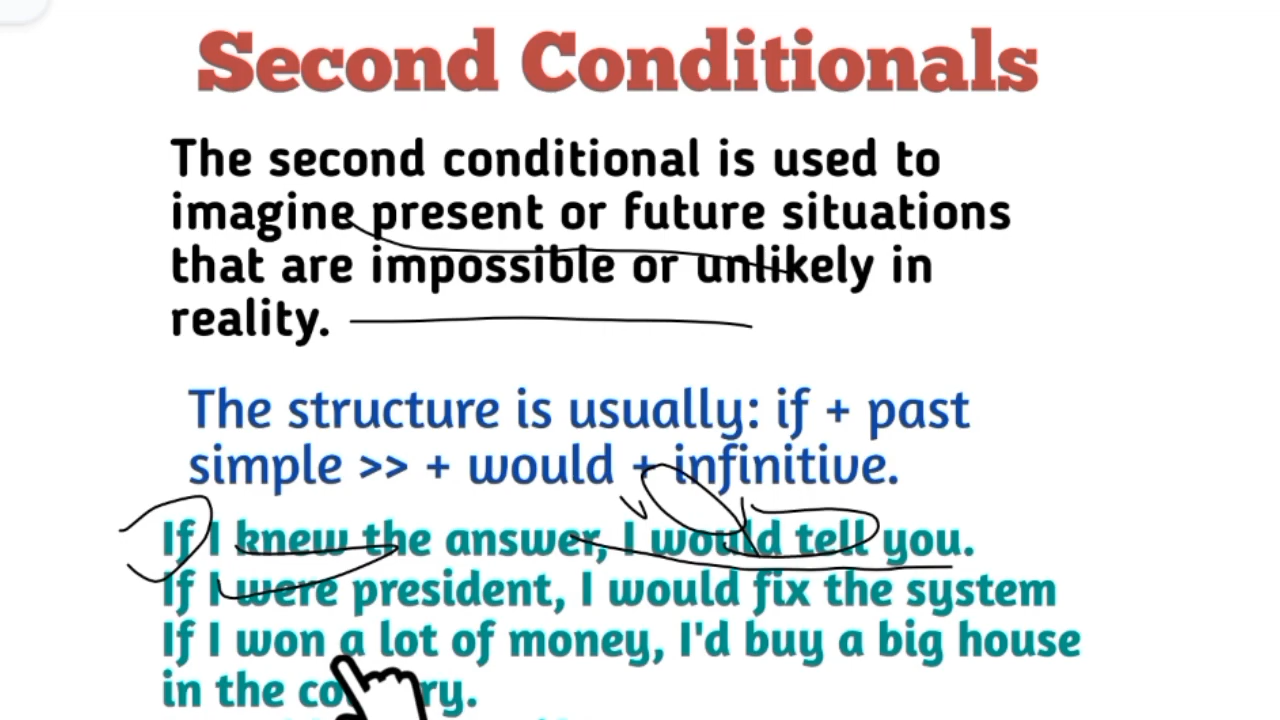 Second Conditionals
The second conditional is used to
imagine present or future situations
that are impossible or unlikely in
reality.
The structure is usually: if + past
simple >> + would + infinitive.
If I knew the answer, I would tell you.
If I were president, I would fix the system
If I won a lot of money, I'd buy a big house
in the